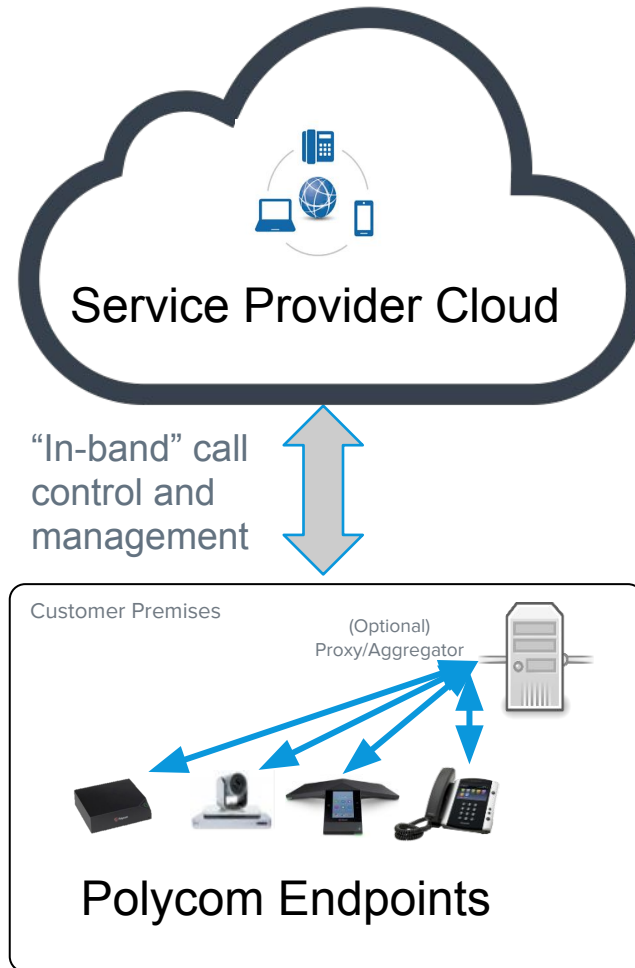 Service Provider Cloud
“In-band” call
control and
management
Customer Premises
(Optional)
Proxy/Aggregator
Polycom Endpoints